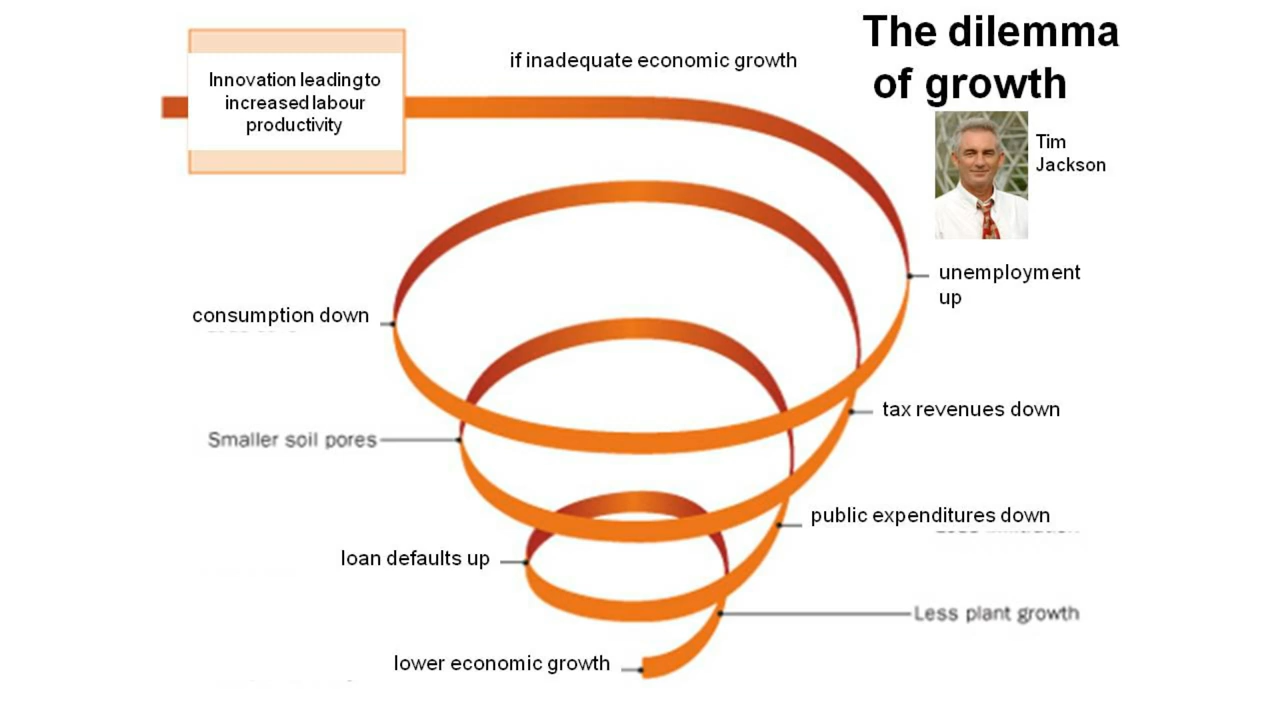 The dilemma
of growth
if inadequate economic growth
Innovation leading to
increased labour
productivity
Tim
Jackson
unemployment
up
consumption down
tax revenues down
Smaller soil pores
public expenditures down
loan defaults up
Less plant growth
lower economic growth